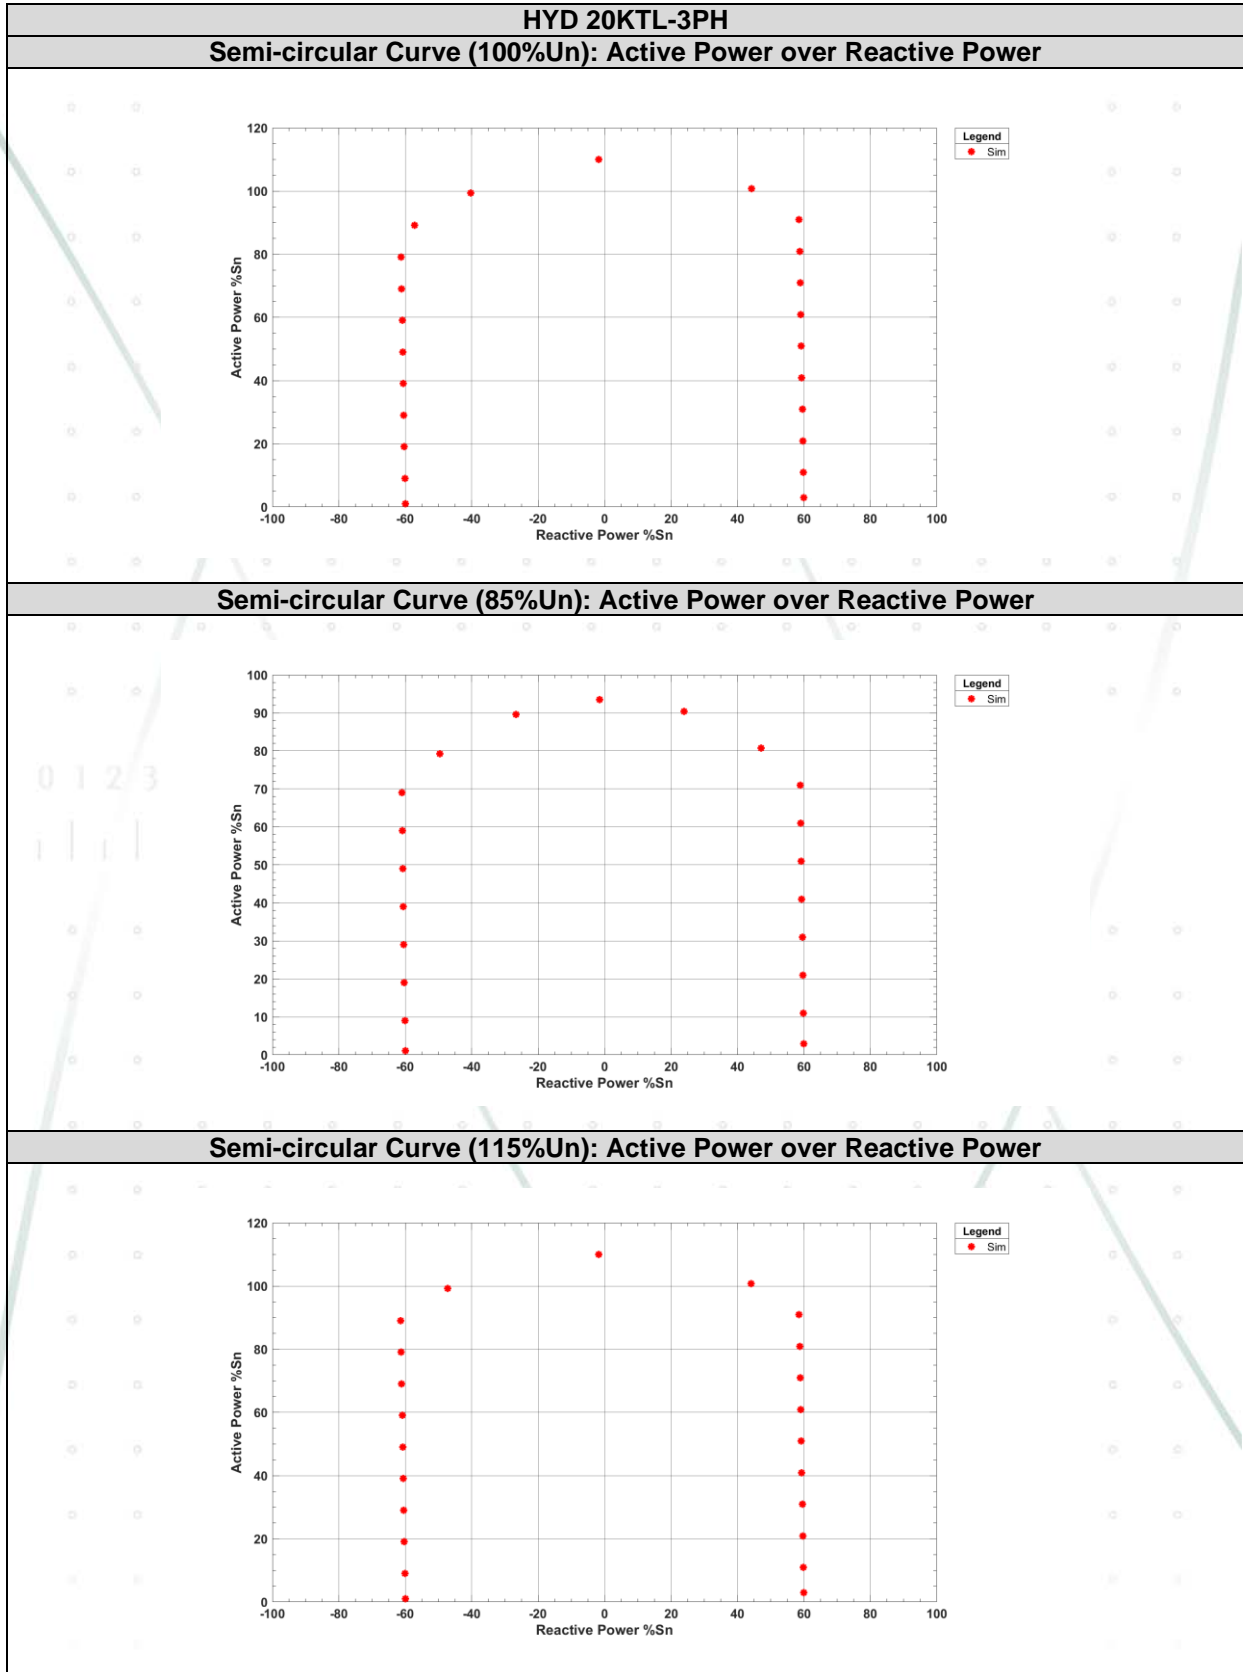 HYD 20KTL-3PH
Semi-circular Curve (100%Un): Active Power over Reactive Power
120
100
80
60
40
20
0
Active Power %Sn
-100 -80 -60 -40 -20 0 20 40 60 80 100
Reactive Power %Sn
Legend
Sim
Semi-circular Curve (85%Un): Active Power over Reactive Power
0 1 2 3
100
90
80
70
60
50
40
30
20
10
0
Active Power %Sn
-100 -80 -60 -40 -20 0 20 40 60 80 100
Reactive Power %Sn
Legend
Sim
Semi-circular Curve (115%Un): Active Power over Reactive Power
120
100
80
60
40
20
0
Active Power %Sn
-100 -80 -60 -40 -20 0 20 40 60 80 100
Reactive Power %Sn
Legend
Sim